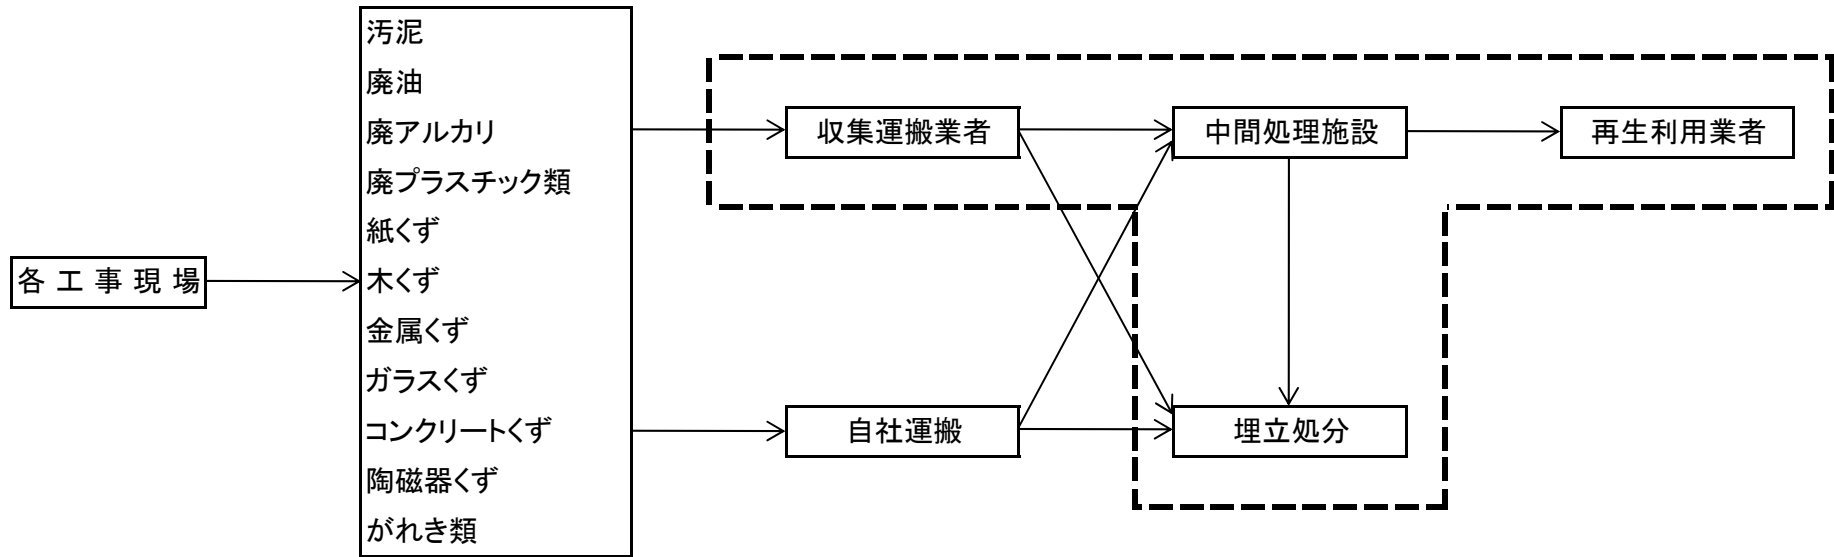 各工事現場
汚泥
廃油
廃アルカリ
廃プラスチック類
紙くず
木くず
金属くず
ガラスくず
コンクリートくず
陶磁器くず
がれき類
収集運搬業者
中間処理施設
再生利用業者
自社運搬
埋立処分